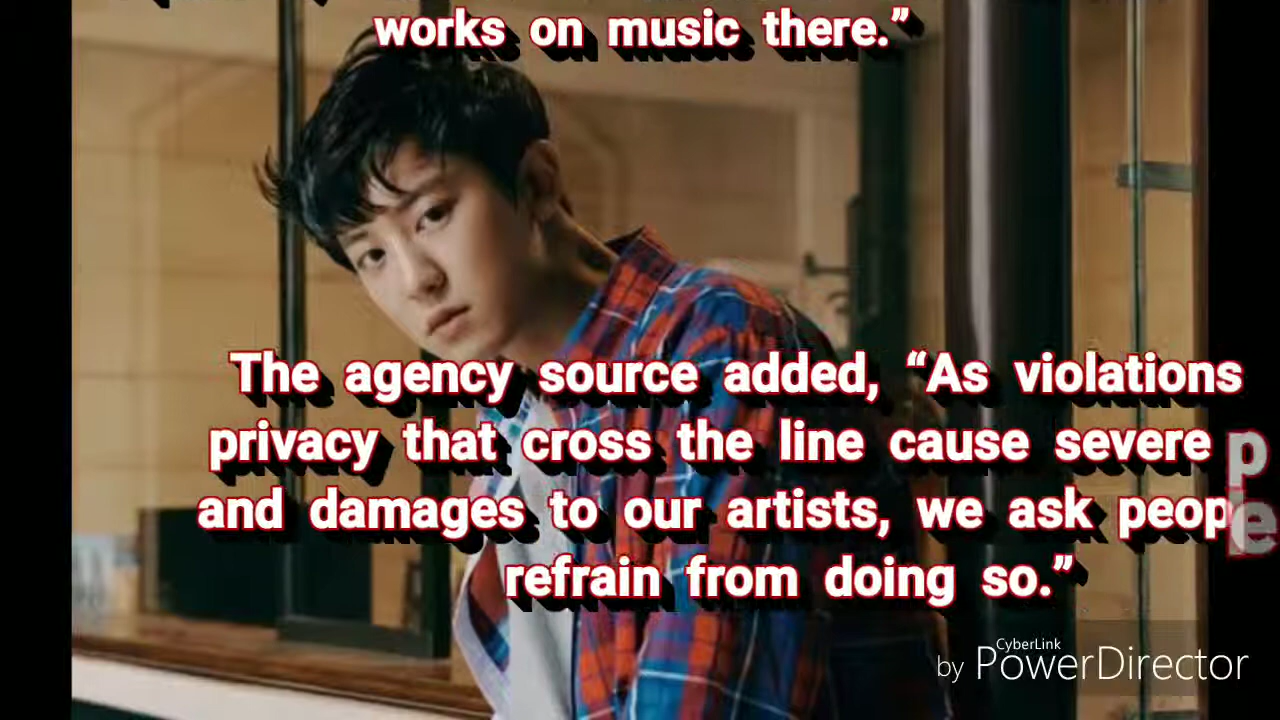 works on music there.”
The agency source added, “As violations
privacy that cross the line cause severe p
and damages to our artists, we ask peop e
refrain from doing so.”
CyberLink
by PowerDirector